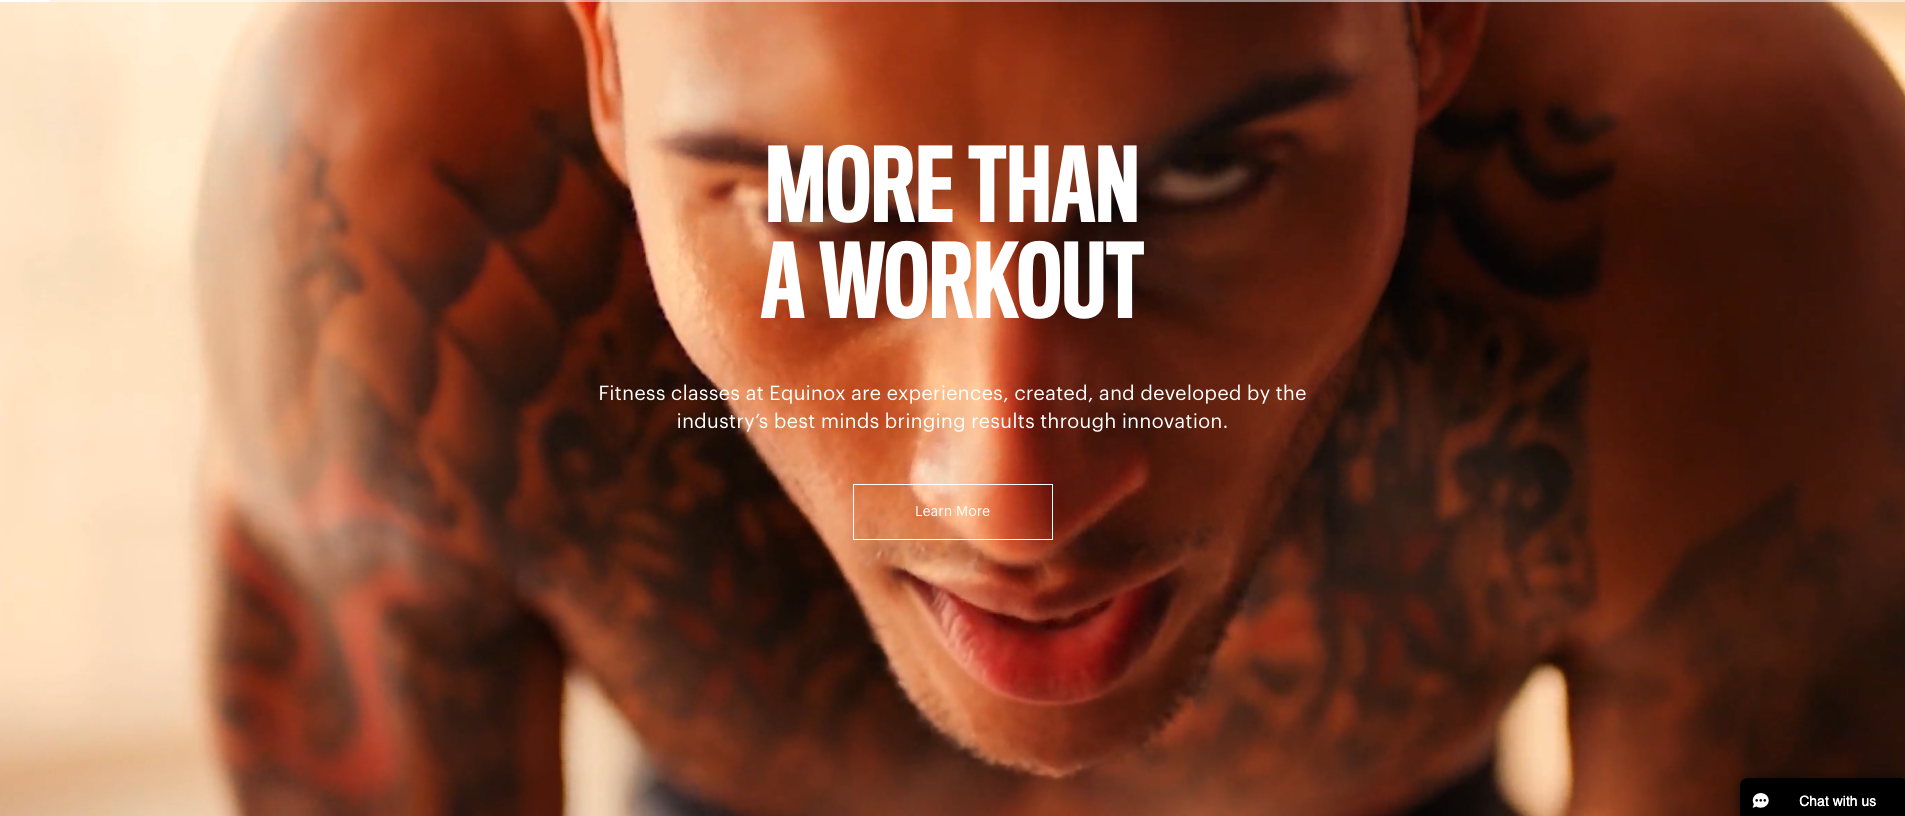 MORE THAN
A WORKOUT
Fitness classes at Equinox are experiences, created, and developed by the
industry’s best minds bringing results through innovation.
Learn More
Chat with us